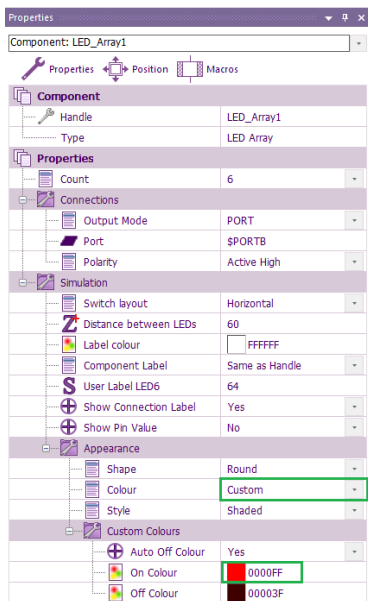 Properties
Component: LED_Array1
Properties Position Macros
Component
Handle LED_Array1
Type LED Array
Properties
Count 6
Connections
Output Mode PORT
Port $PORTB
Polarity Active High
Simulation
Switch layout Horizontal
Distance between LEDs 60
Label colour FFFFFF
Component Label Same as Handle
User Label LED6 64
Show Connection Label Yes
Show Pin Value No
Appearance
Shape Round
Colour Custom
Style Shaded
Custom Colours
Auto Off Colour Yes
On Colour 0000FF
Off Colour 00003F